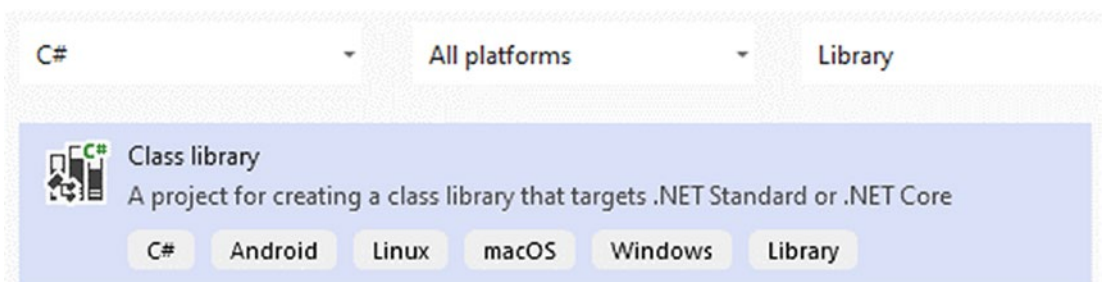 C# All platforms Library
C# Class library
A project for creating a class library that targets .NET Standard or .NET Core
C# Android Linux macOS Windows Library